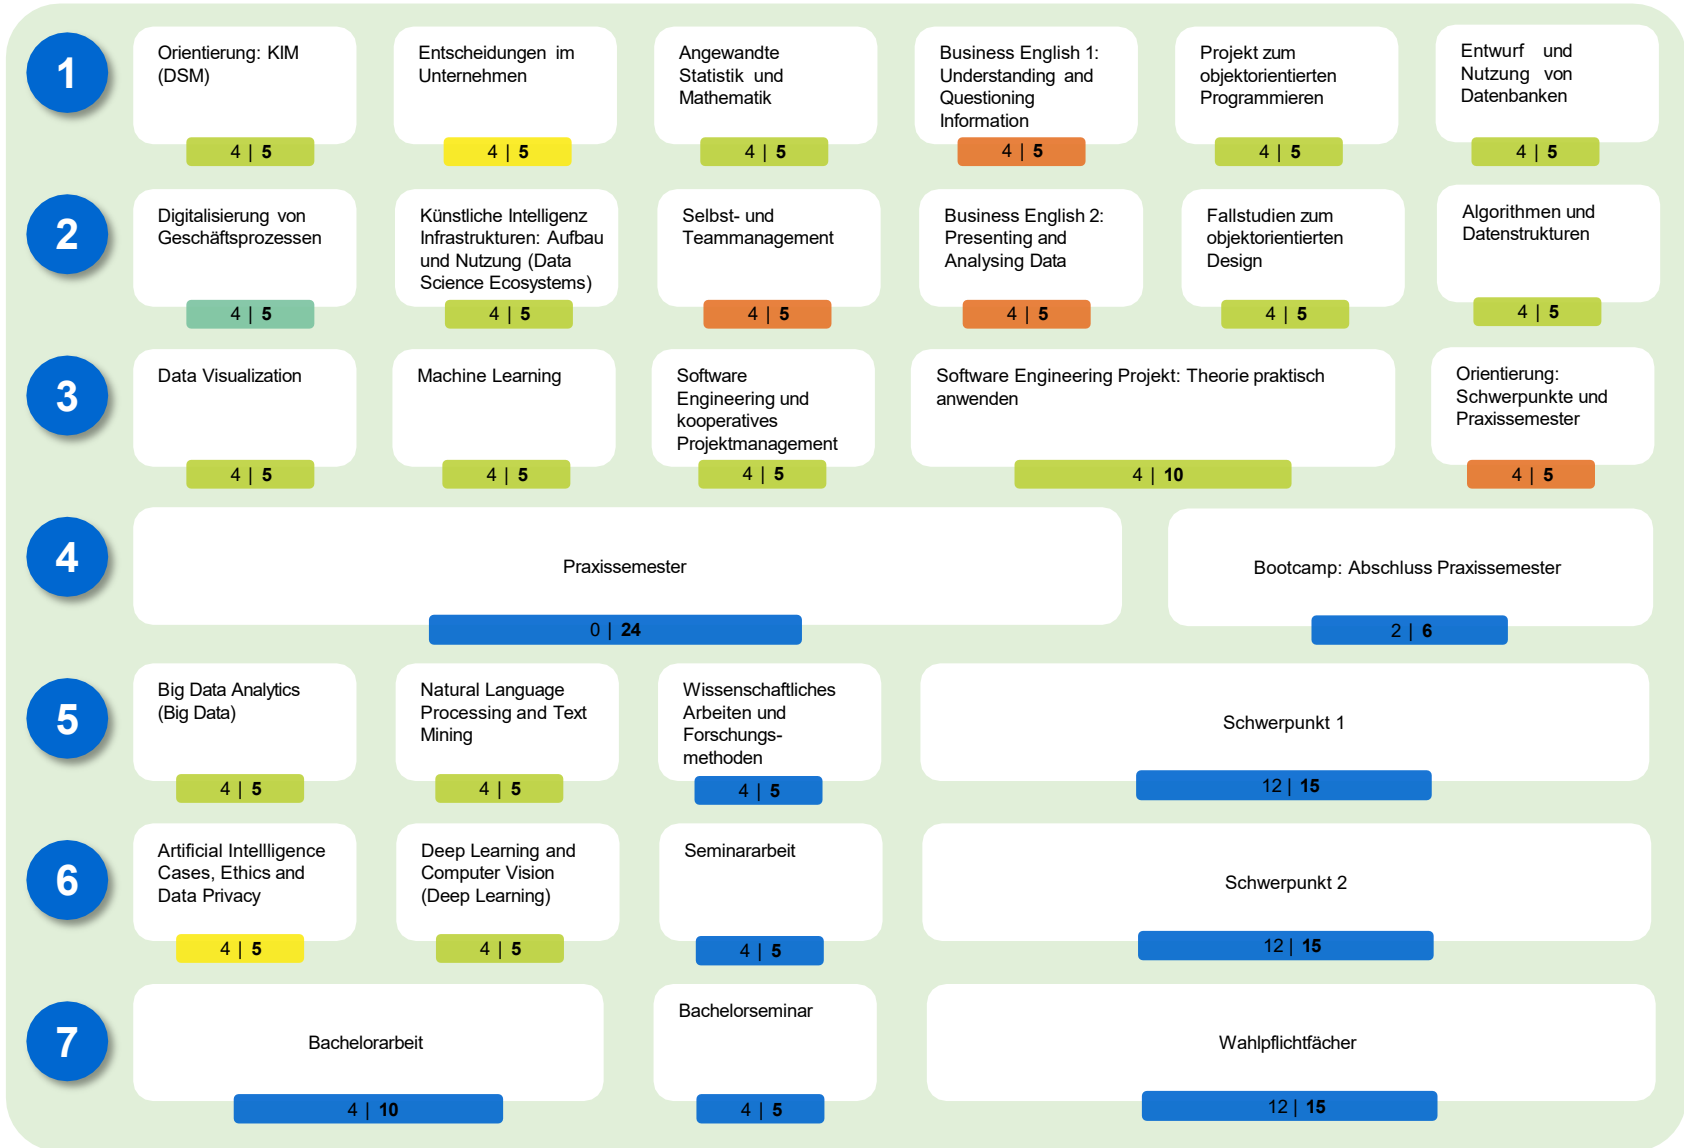 1
Orientierung: KIM
(DSM)
4 | 5
Entscheidungen im
Unternehmen
4 | 5
Angewandte
Statistik und
Mathematik
4 | 5
Business English 1:
Understanding and
Questioning
Information
4 | 5
Projekt zum
objektorientierten
Programmieren
4 | 5
Entwurf und
Nutzung von
Datenbanken
4 | 5
2
Digitalisierung von
Geschäftsprozessen
4 | 5
Künstliche Intelligenz
Infrastrukturen: Aufbau
und Nutzung (Data
Science Ecosystems)
4 | 5
Selbst- und
Teammanagement
4 | 5
Business English 2:
Presenting and
Analysing Data
4 | 5
Fallstudien zum
objektorientierten
Design
4 | 5
Algorithmen und
Datenstrukturen
4 | 5
3
Data Visualization
4 | 5
Machine Learning
4 | 5
Software
Engineering und
kooperatives
Projektmanagement
4 | 5
Software Engineering Projekt: Theorie praktisch
anwenden
4 | 10
Orientierung:
Schwerpunkte und
Praxissemester
4 | 5
4
Praxissemester
0 | 24
Bootcamp: Abschluss Praxissemester
2 | 6
5
Big Data Analytics
(Big Data)
4 | 5
Natural Language
Processing and Text
Mining
4 | 5
Wissenschaftliches
Arbeiten und
Forschungs-
methoden
4 | 5
Schwerpunkt 1
12 | 15
6
Artificial Intellligence
Cases, Ethics and
Data Privacy
4 | 5
Deep Learning and
Computer Vision
(Deep Learning)
4 | 5
Seminararbeit
4 | 5
Schwerpunkt 2
12 | 15
7
Bachelorarbeit
4 | 10
Bachelorseminar
4 | 5
Wahlpflichtfächer
12 | 15